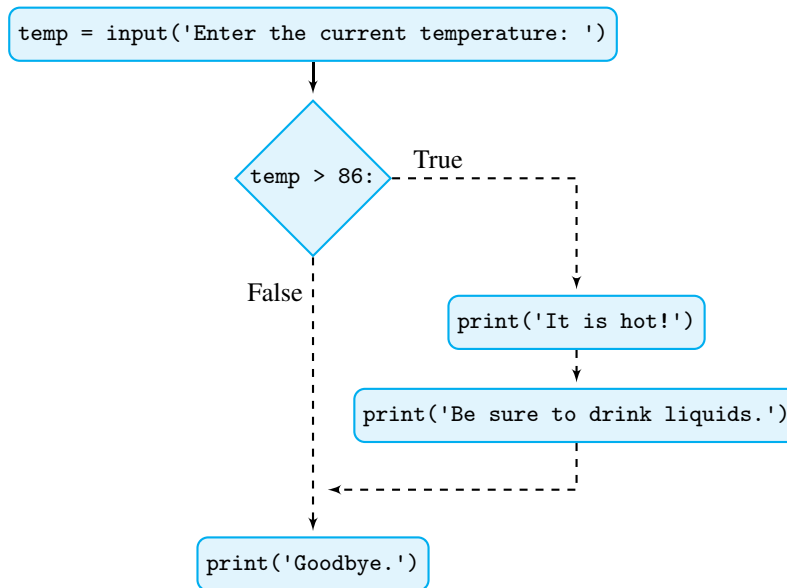 temp = input('Enter the current temperature: ')
True
temp > 86:
False
print('It is hot!')
print('Be sure to drink liquids.')
print('Goodbye.')